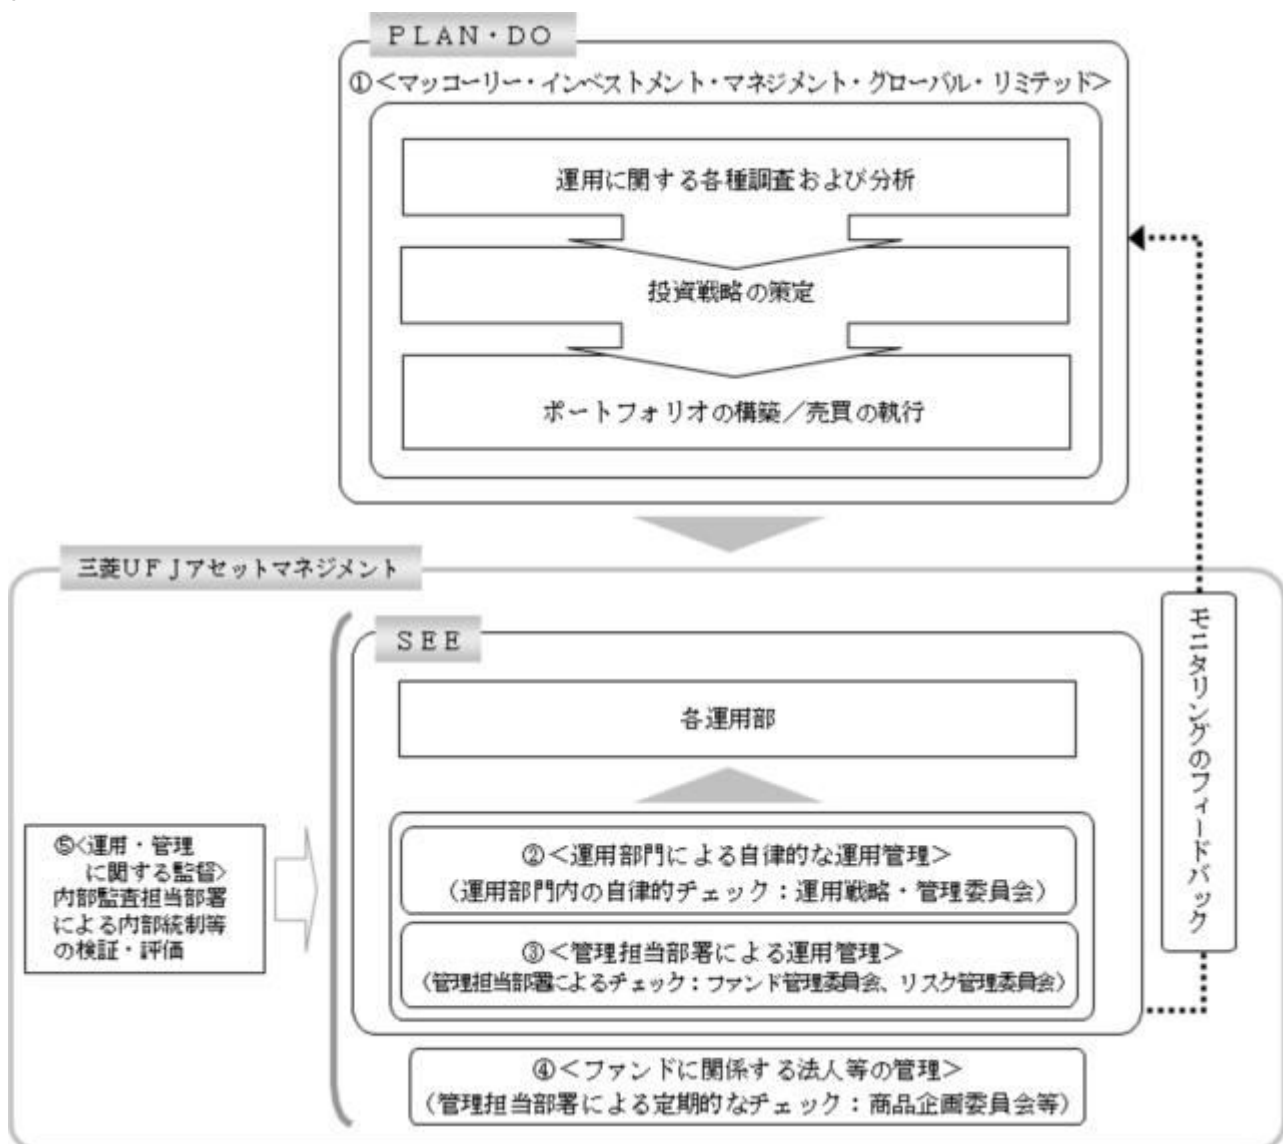 PLAN・DO
①<マッコーリー・インベストメント・マネジメント・グローバル・リミテッド>
運用に関する各種調査および分析
投資戦略の策定
ポートフォリオの構築/売買の執行
三菱UFJアセットマネジメント
SEE
各運用部
モニタリングのフィードバック
⑤<運用・管理
に関する監督>
内部監査担当部署
による内部統制等
の検証・評価
②<運用部門による自律的な運用管理>
(運用部門内の自律的チェック:運用戦略・管理委員会)
③<管理担当部署による運用管理>
(管理担当部署によるチェック:ファンド管理委員会、リスク管理委員会)
④<ファンドに関係する法人等の管理>
(管理担当部署による定期的なチェック:商品企画委員会等)